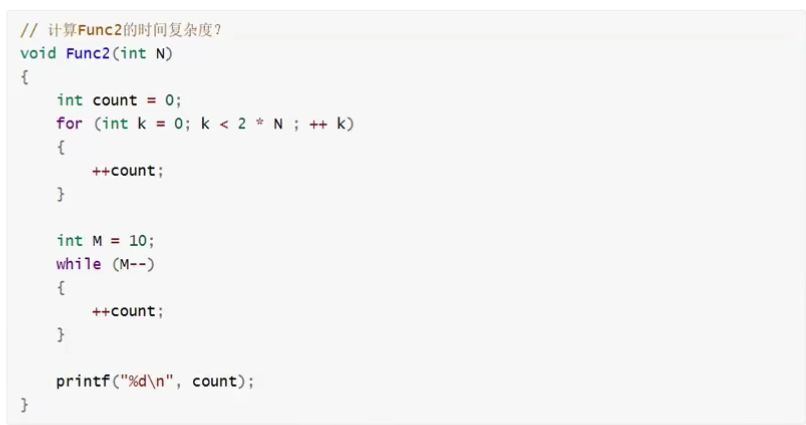 // 计算Func2的时间复杂度？
void Func2(int N)
{
    int count = 0;
    for (int k = 0; k < 2 * N ; ++ k)
    {
        ++count;
    }

    int M = 10;
    while (M--)
    {
        ++count;
    }

    printf("%d\n", count);
}